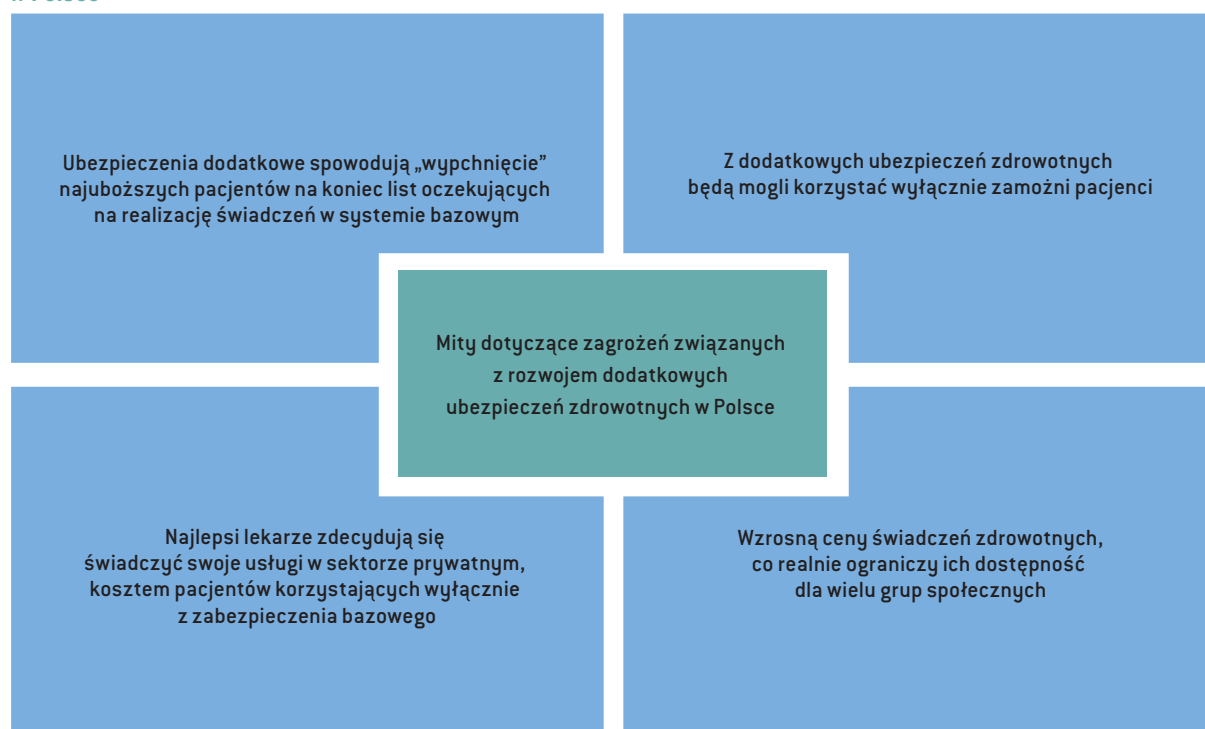 Ubezpieczenia dodatkowe spowodują „wypchnięcie”
najuboższych pacjentów na koniec list oczekujących
na realizację świadczeń w systemie bazowym
Z dodatkowych ubezpieczeń zdrowotnych
będą mogli korzystać wyłącznie zamożni pacjenci
Mity dotyczące zagrożeń związanych
z rozwojem dodatkowych
ubezpieczeń zdrowotnych w Polsce
Najlepsi lekarze zdecydują się
świadczyć swoje usługi w sektorze prywatnym,
kosztem pacjentów korzystających wyłącznie
z zabezpieczenia bazowego
Wzrosną ceny świadczeń zdrowotnych,
co realnie ograniczy ich dostępność
dla wielu grup społecznych